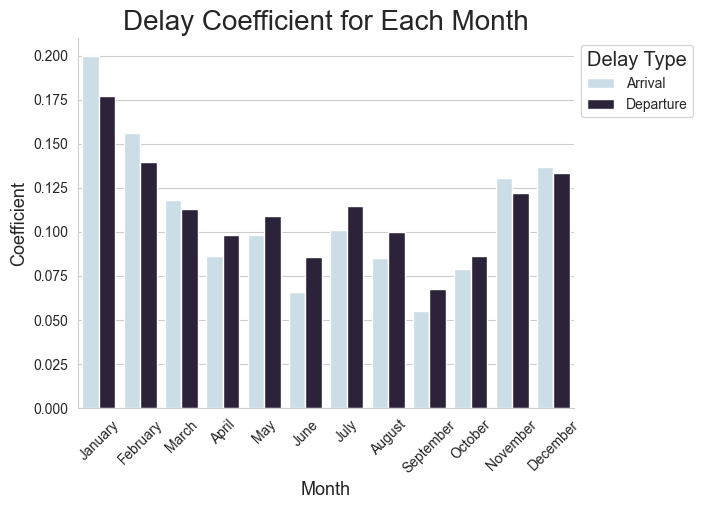 Delay Coefficient for Each Month
Delay Type
Arrival
Departure
Coefficient
0.200
0.175
0.150
0.125
0.100
0.075
0.050
0.025
0.000
January
February
March
April
May
June
July
August
September
October
November
December
Month